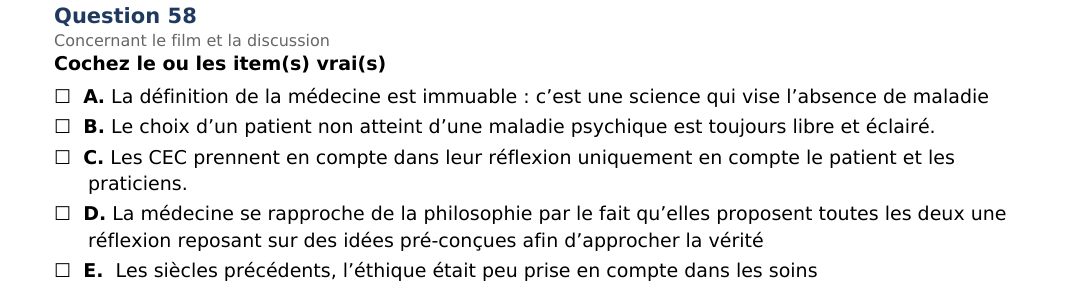 Question 58
Concernant le film et la discussion
Cochez le ou les item(s) vrai(s)
☐ A. La définition de la médecine est immuable : c’est une science qui vise l’absence de maladie
☐ B. Le choix d’un patient non atteint d’une maladie psychique est toujours libre et éclairé.
☐ C. Les CEC prennent en compte dans leur réflexion uniquement en compte le patient et les
praticiens.
☐ D. La médecine se rapproche de la philosophie par le fait qu’elles proposent toutes les deux une
réflexion reposant sur des idées pré-conçues afin d’approcher la vérité
☐ E. Les siècles précédents, l’éthique était peu prise en compte dans les soins